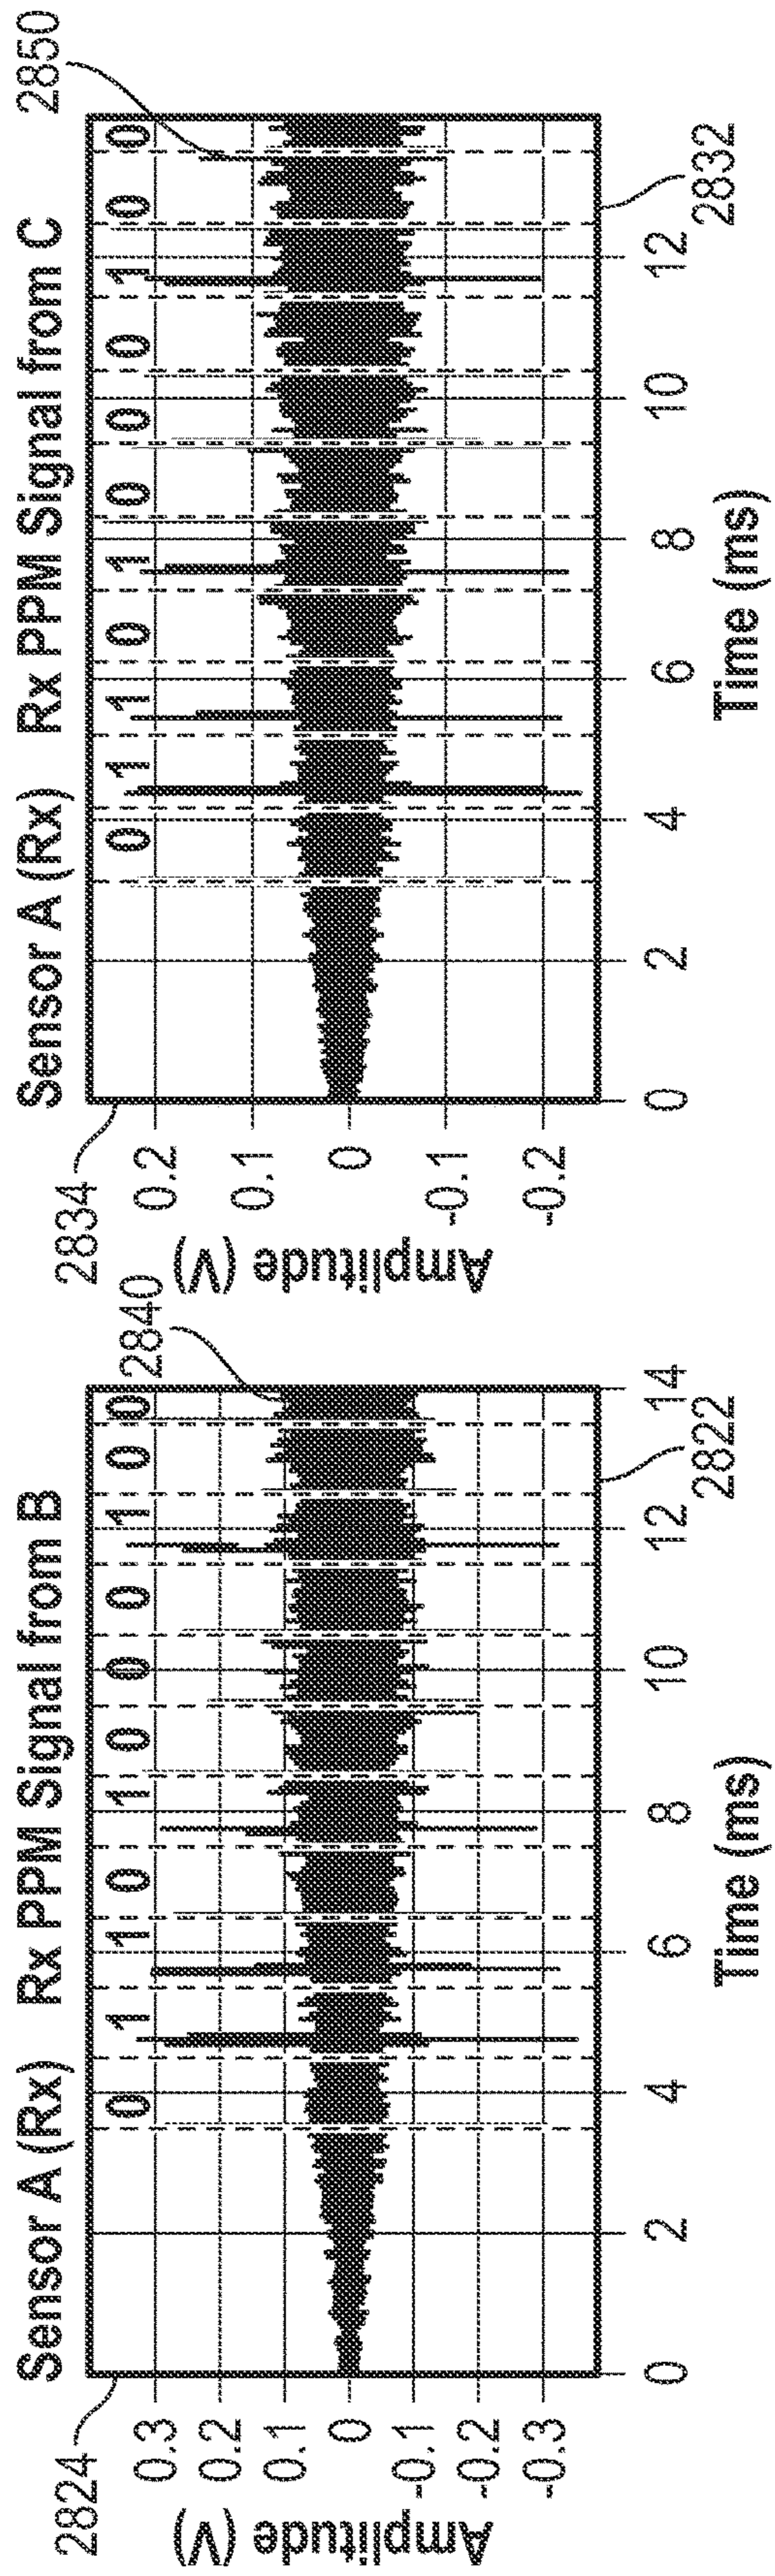 Sensor A (Rx) Rx PPM Signal from B
2824
0 1 1 0 1 0 0 0 1 0 0
2840
0.3
0.2
0.1
0
-0.1
-0.2
-0.3
Amplitude (V)
0 2 4 6 8 10 12 14
Time (ms)
2822
Sensor A (Rx) Rx PPM Signal from C
2834
0 1 1 0 1 0 0 0 1 0 0
2850
0.2
0.1
0
-0.1
-0.2
Amplitude (V)
0 2 4 6 8 10 12
Time (ms)
2832